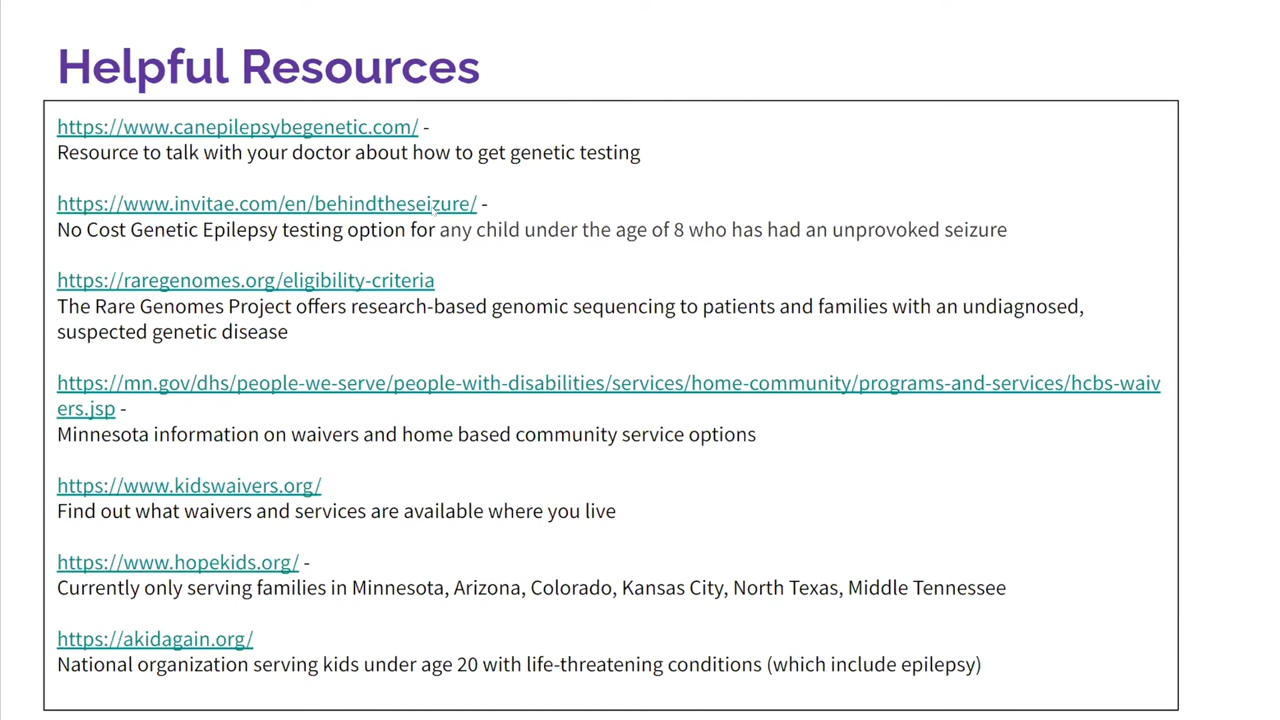 Helpful Resources
https://www.canepilepsybegenetic.com/ -
Resource to talk with your doctor about how to get genetic testing
https://www.invitae.com/en/behindtheseizure/ -
No Cost Genetic Epilepsy testing option for any child under the age of 8 who has had an unprovoked seizure
https://raregenomes.org/eligibility-criteria
The Rare Genomes Project offers research-based genomic sequencing to patients and families with an undiagnosed,
suspected genetic disease
https://mn.gov/dhs/people-we-serve/people-with-disabilities/services/home-community/programs-and-services/hcbs-waiv
ers.jsp -
Minnesota information on waivers and home based community service options
https://www.kidswaivers.org/
Find out what waivers and services are available where you live
https://www.hopekids.org/ -
Currently only serving families in Minnesota, Arizona, Colorado, Kansas City, North Texas, Middle Tennessee
https://akidagain.org/
National organization serving kids under age 20 with life-threatening conditions (which include epilepsy)